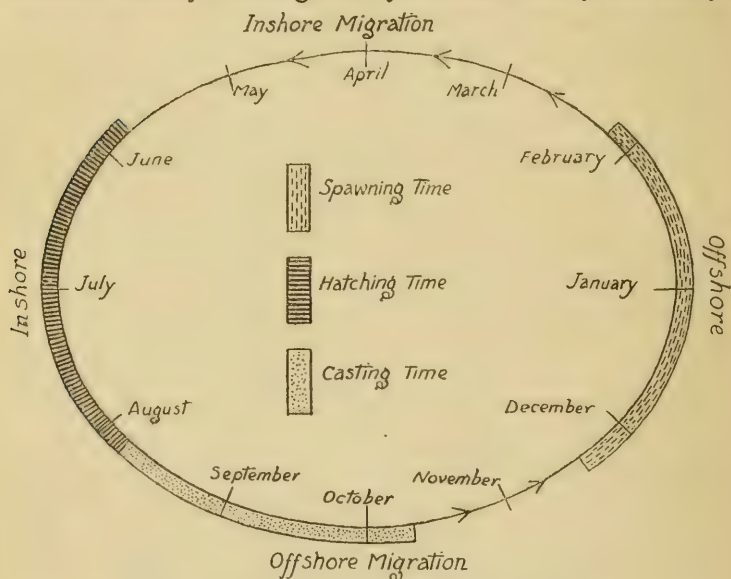 Inshore Migration
April
May
March
June
February
Spawning Time
Inshore
Offshore
July
Hatching Time
January
Casting Time
August
December
September
November
October
Offshore Migration